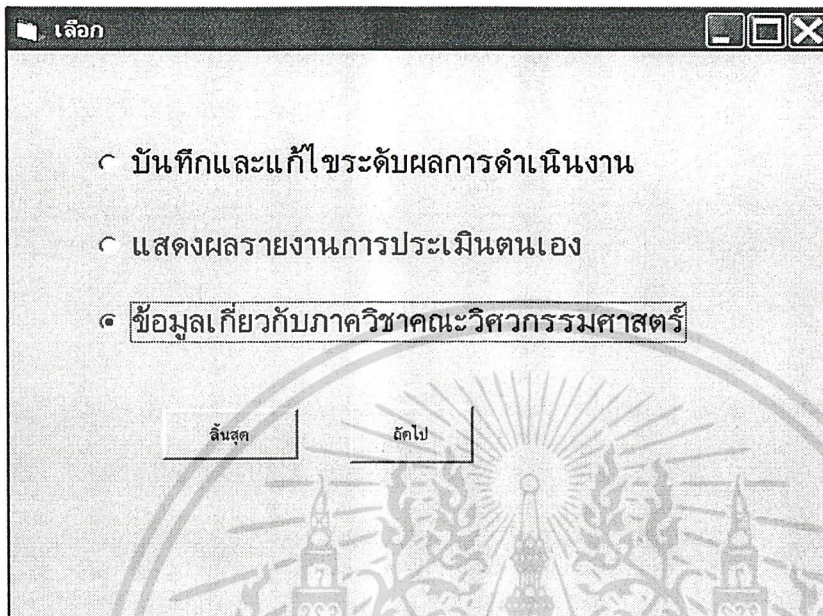 เลือก
บันทึกและแก้ไขระดับผลการดำเนินงาน
แสดงผลรายงานการประเมินตนเอง
ข้อมูลเกี่ยวกับภาควิชาคณะวิศวกรรมศาสตร์
สิ้นสุด ถัดไป